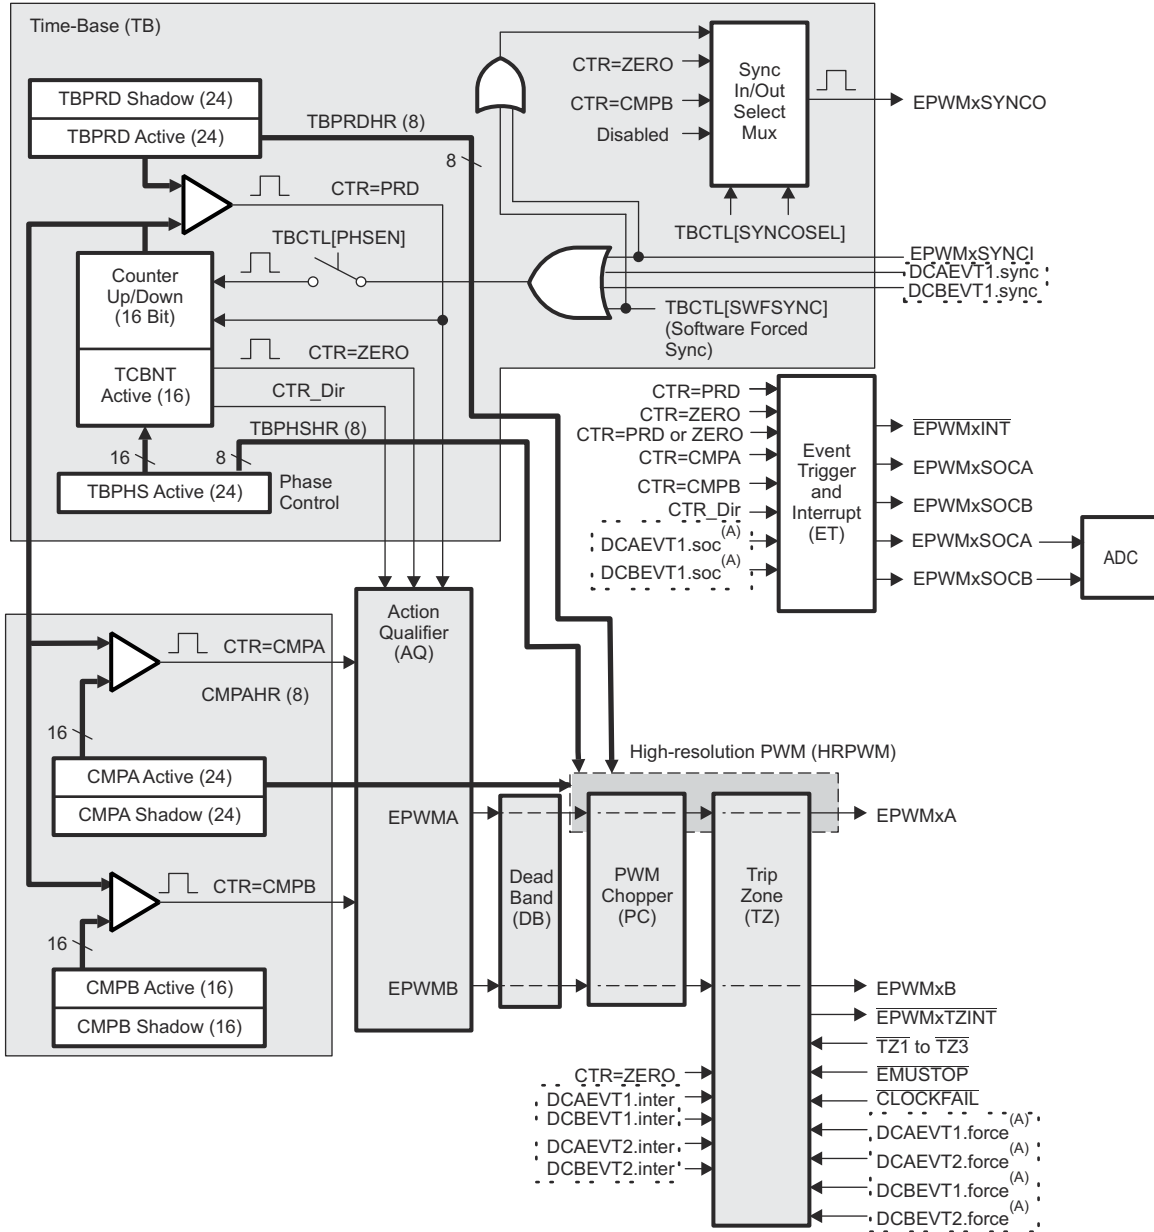 Time-Base (TB)
TBPRD Shadow (24)
TBPRD Active (24)
TBPRDHR (8)
8
CTR=PRD
TBCTL[PHSEN]
Counter
Up/Down
(16 Bit)
TCBNT
Active (16)
CTR=ZERO
CTR_Dir
TBPHSHR (8)
16
8
TBPHS Active (24)
Phase
Control
CTR=ZERO
CTR=CMPB
Disabled
Sync
In/Out
Select
Mux
EPWMxSYNCO
TBCTL[SYNCOSEL]
EPWMxSYNCI
DCAEVT1.sync
DCBEVT1.sync
TBCTL[SWFSYNC]
(Software Forced
Sync)
CTR=PRD
CTR=ZERO
CTR=PRD or ZERO
CTR=CMPA
CTR=CMPB
CTR_Dir
DCAEVT1.soc(A)
DCBEVT1.soc(A)
Event
Trigger
and
Interrupt
(ET)
EPWMxINT
EPWMxSOCA
EPWMxSOCB
EPWMxSOCA
EPWMxSOCB
ADC
Action
Qualifier
(AQ)
CTR=CMPA
CMPAHR (8)
16
CMPA Active (24)
CMPA Shadow (24)
CTR=CMPB
16
CMPB Active (16)
CMPB Shadow (16)
EPWMA
EPWMB
High-resolution PWM (HRPWM)
Dead
Band
(DB)
PWM
Chopper
(PC)
Trip
Zone
(TZ)
EPWMxA
EPWMxB
EPWMxTZINT
TZ1 to TZ3
EMUSTOP
CLOCKFAIL
DCAEVT1.force(A)
DCAEVT2.force(A)
DCBEVT1.force(A)
DCBEVT2.force(A)
CTR=ZERO
DCAEVT1.inter
DCBEVT1.inter
DCAEVT2.inter
DCBEVT2.inter